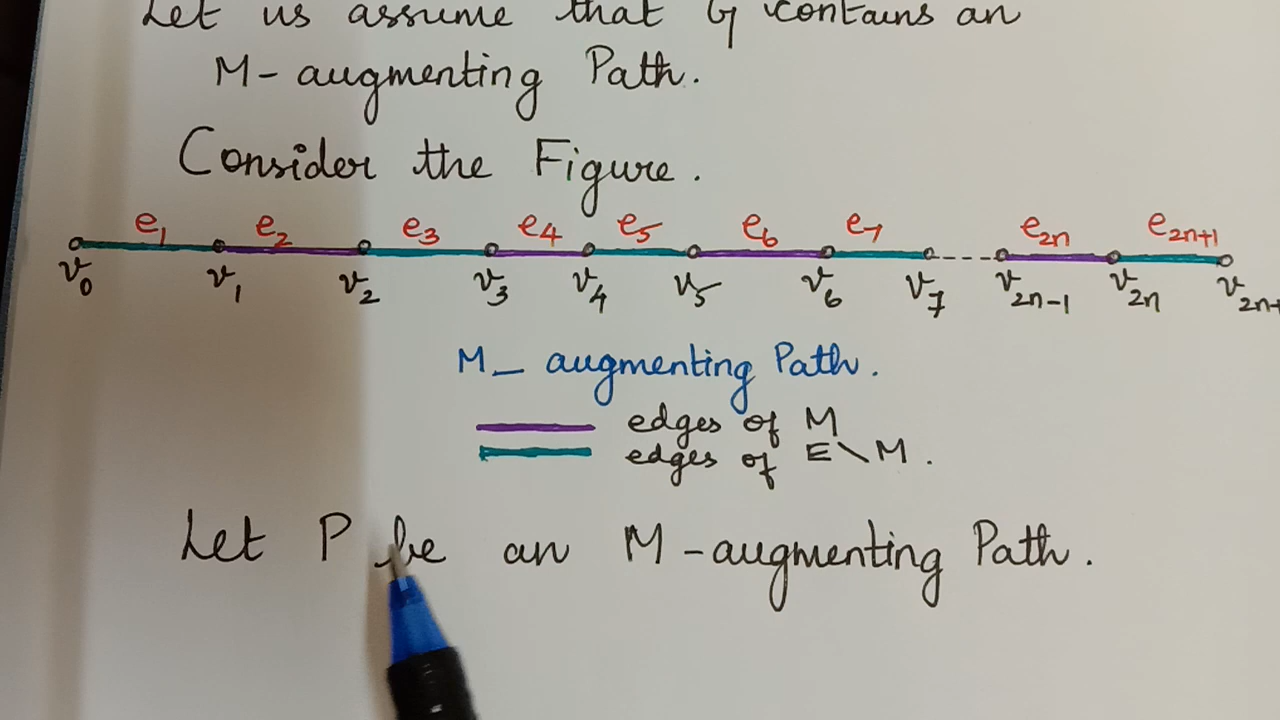 Let us assume that G contains an
M- augmenting Path.
Consider the Figure.
e₁ e₂ e₃ e₄ e₅ e₆ e₇ e₂ₙ e₂ₙ₊₁
v₀ v₁ v₂ v₃ v₄ v₅ v₆ v₇ v₂ₙ₋₁ v₂ₙ v₂ₙ₊
M_ augmenting Path.
edges of M
edges of E\M.
Let P be an M-augmenting Path.